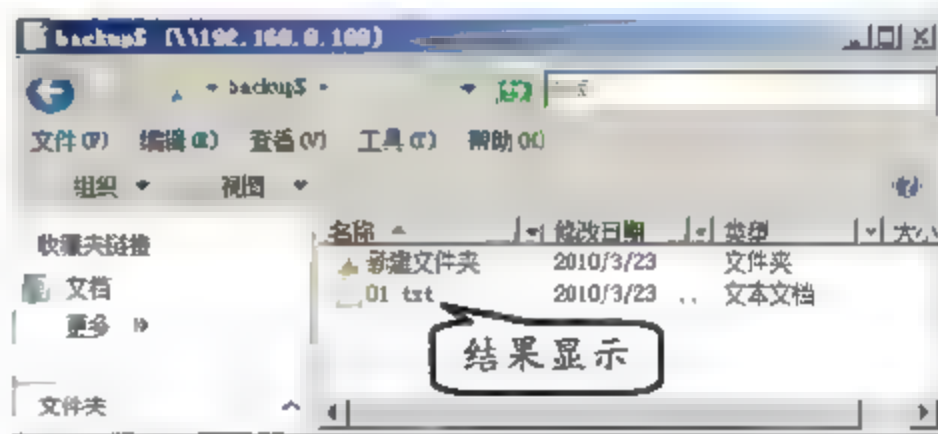 backup$ (\\192.168.0.100)
backup$
文件(F) 编辑(E) 查看(V) 工具(T) 帮助(H)
组织 视图
收藏夹链接
文档
更多 »
文件夹
名称 修改日期 类型 大小
新建文件夹 2010/3/23 文件夹
01 txt 2010/3/23 .. 文本文档
结果显示